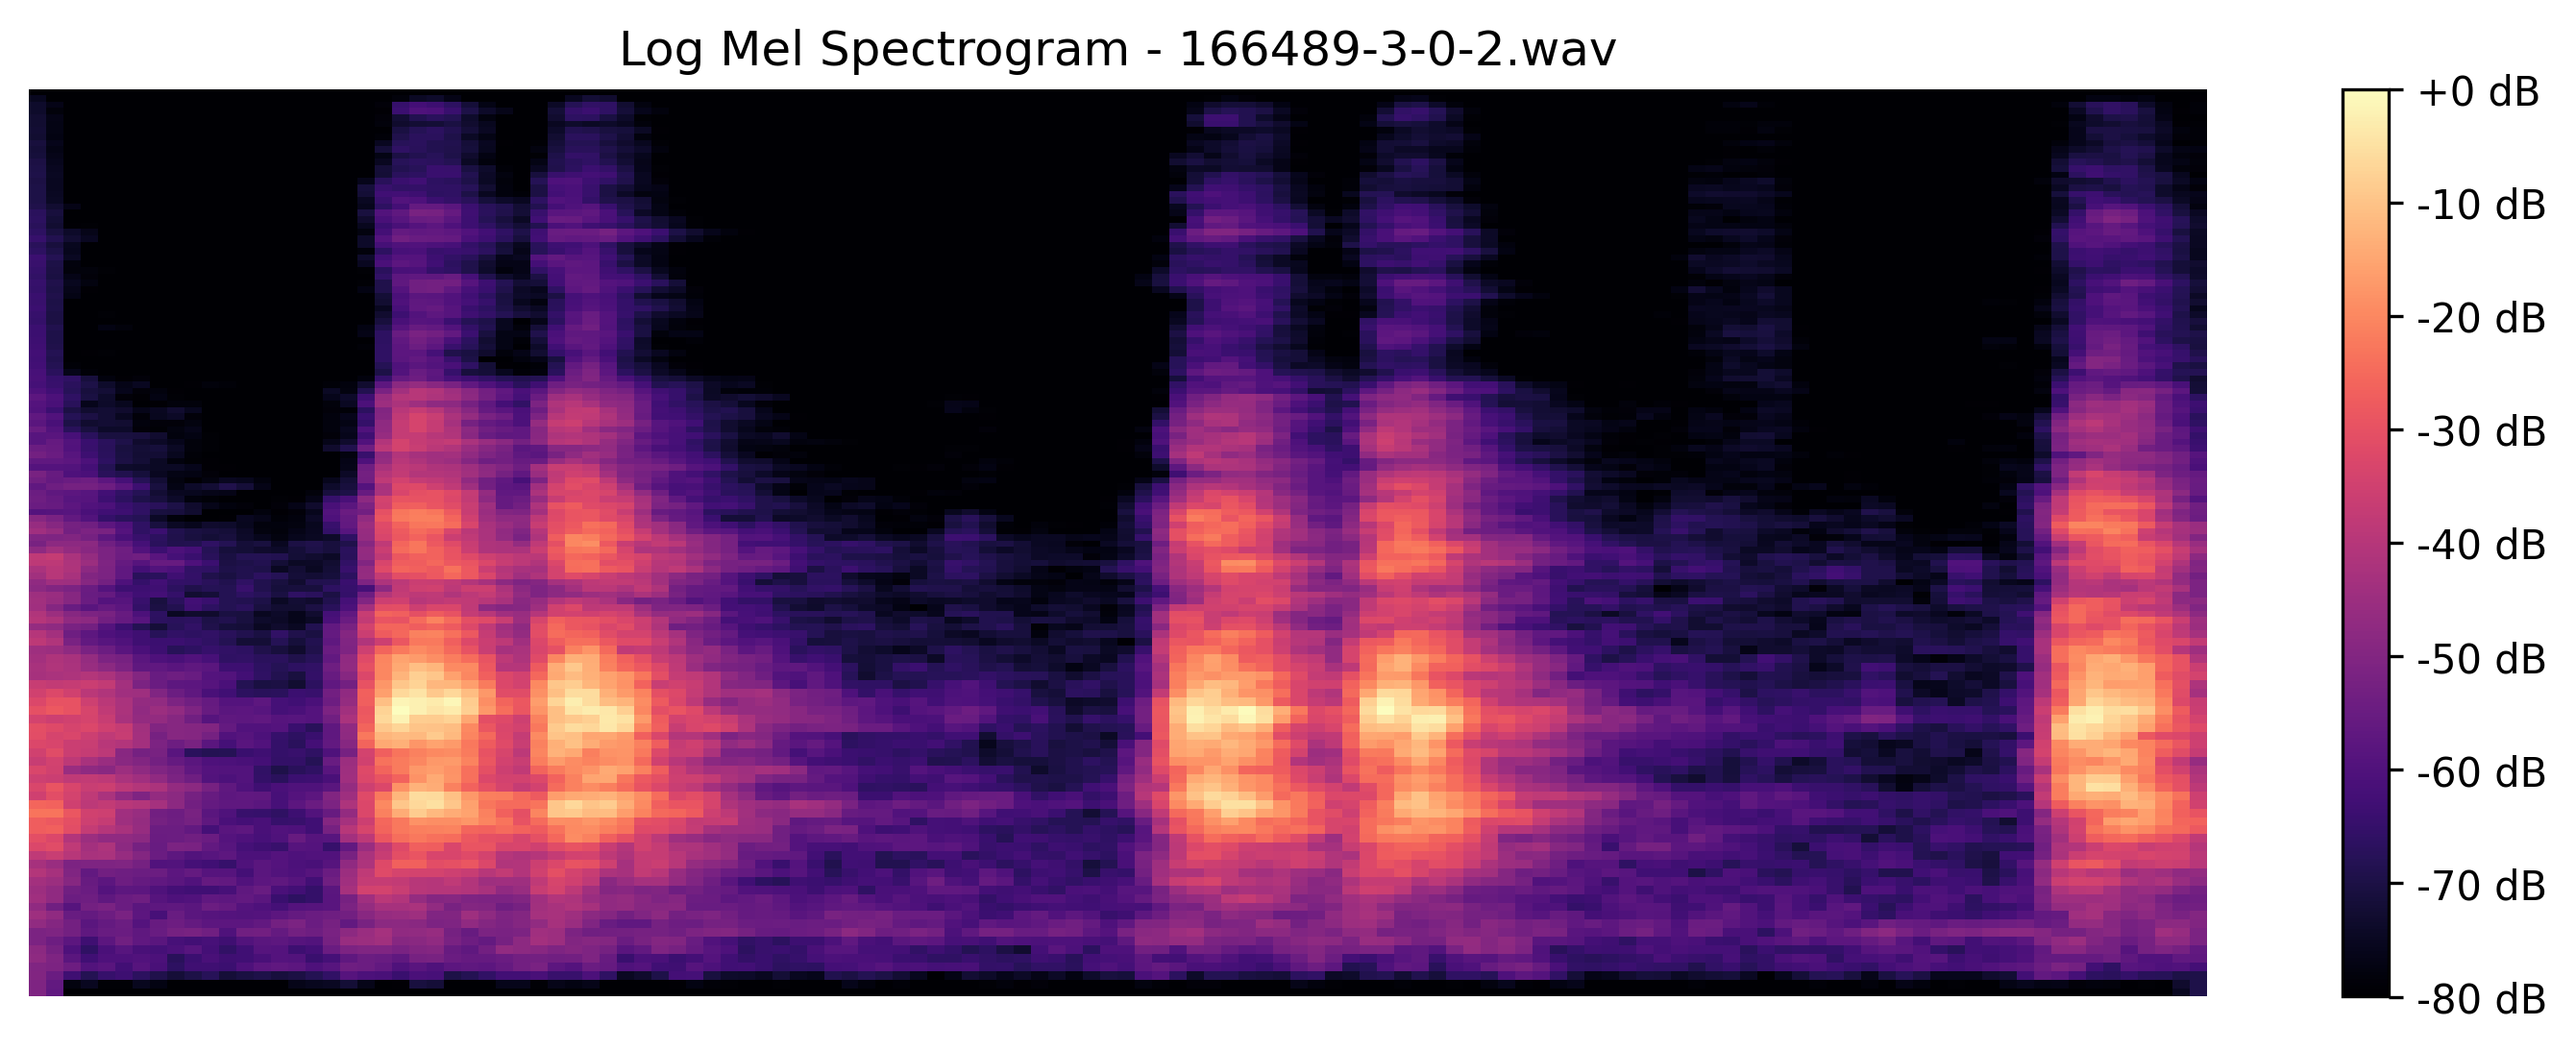 Log Mel Spectrogram - 166489-3-0-2.wav
+0 dB
-10 dB
-20 dB
-30 dB
-40 dB
-50 dB
-60 dB
-70 dB
-80 dB